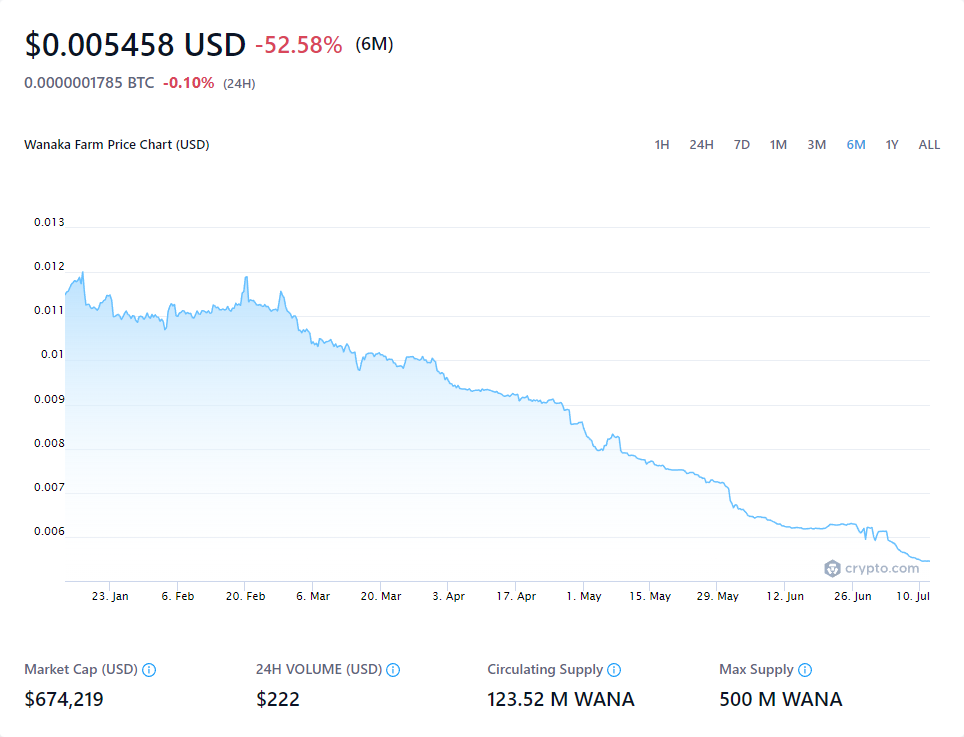 $0.005458 USD -52.58% (6M)
0.0000001785 BTC -0.10% (24H)
Wanaka Farm Price Chart (USD)
1H 24H 7D 1M 3M 6M 1Y ALL
0.013
0.012
0.011
0.01
0.009
0.008
0.007
0.006
crypto.com
23. Jan 6. Feb 20. Feb 6. Mar 20. Mar 3. Apr 17. Apr 1. May 15. May 29. May 12. Jun 26. Jun 10. Jul
Market Cap (USD) 24H VOLUME (USD) Circulating Supply Max Supply
$674,219 $222 123.52 M WANA 500 M WANA